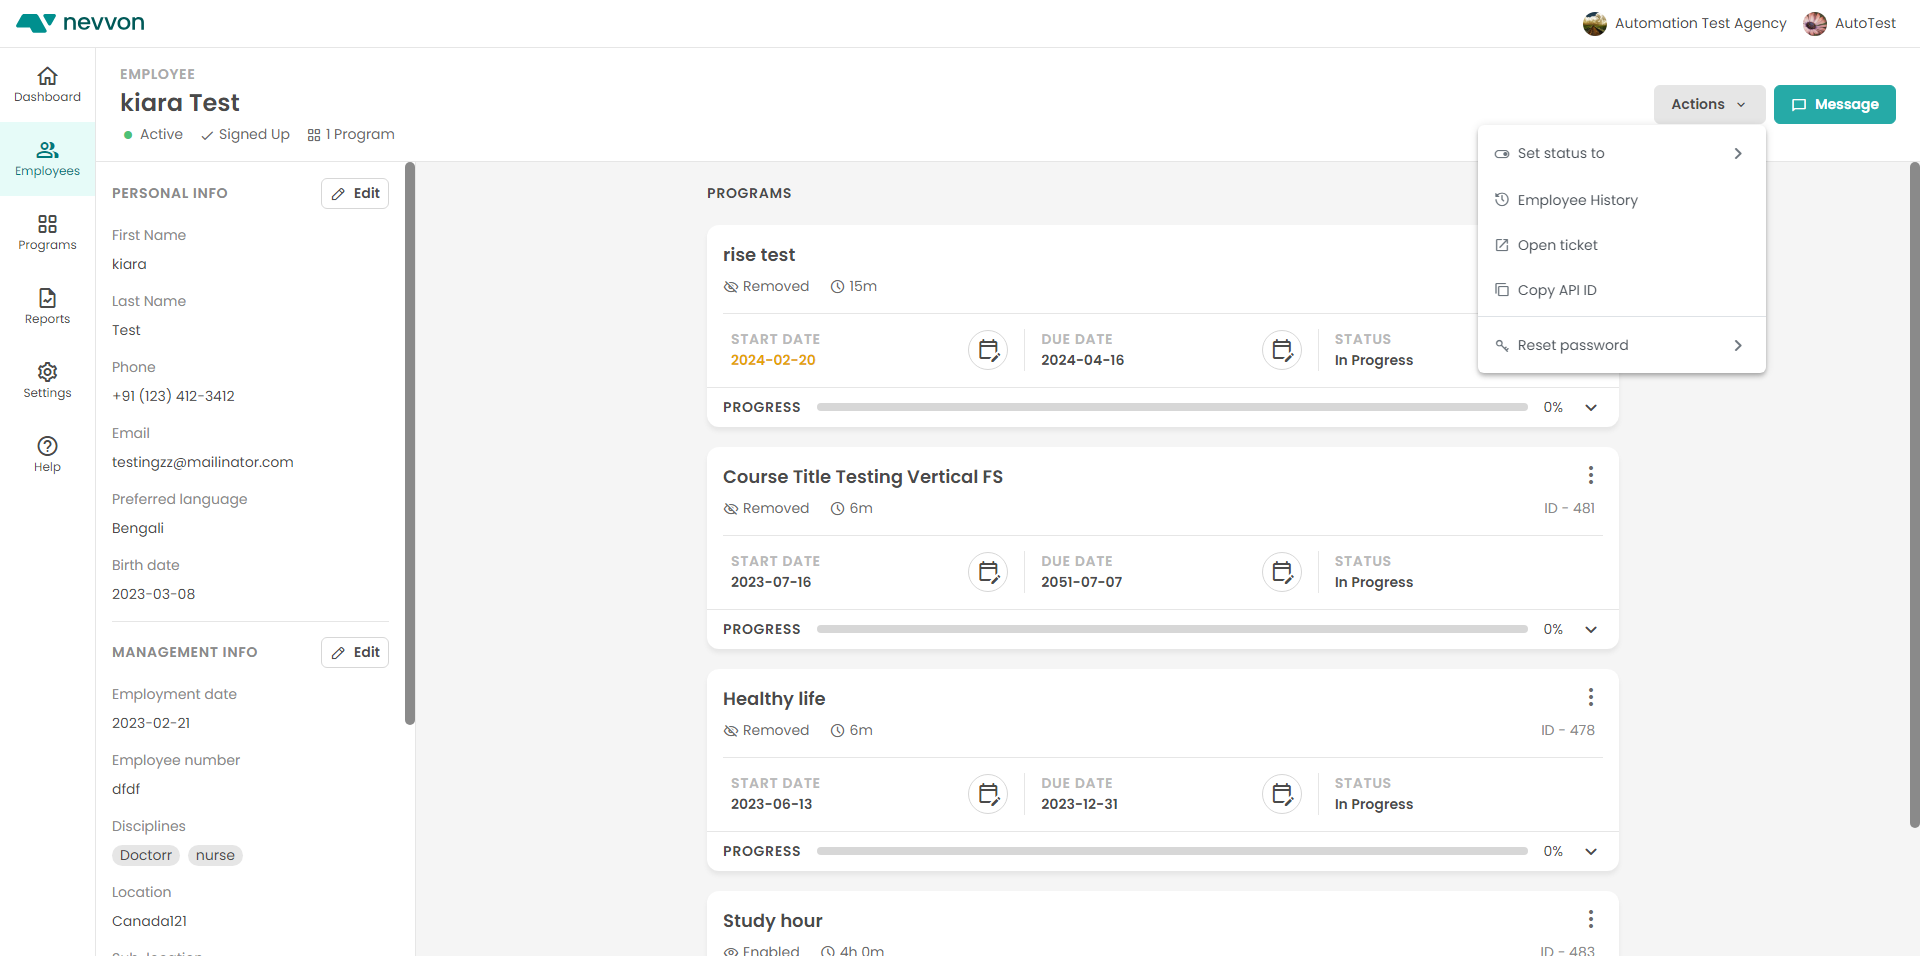 nevvon
Automation Test Agency
AutoTest
Dashboard
Employees
Programs
Reports
Settings
Help
EMPLOYEE
kiara Test
Active
Signed Up
1 Program
Actions
Message
Set status to
Employee History
Open ticket
Copy API ID
Reset password
PERSONAL INFO
Edit
First Name
kiara
Last Name
Test
Phone
+91 (123) 412-3412
Email
testingzz@mailinator.com
Preferred language
Bengali
Birth date
2023-03-08
MANAGEMENT INFO
Edit
Employment date
2023-02-21
Employee number
dfdf
Disciplines
Doctorr
nurse
Location
Canada121
Sub-location
PROGRAMS
rise test
Removed
15m
START DATE
2024-02-20
DUE DATE
2024-04-16
STATUS
In Progress
PROGRESS
0%
Course Title Testing Vertical FS
Removed
6m
ID - 481
START DATE
2023-07-16
DUE DATE
2051-07-07
STATUS
In Progress
PROGRESS
0%
Healthy life
Removed
6m
ID - 478
START DATE
2023-06-13
DUE DATE
2023-12-31
STATUS
In Progress
PROGRESS
0%
Study hour
Enabled
4h 0m
ID - 483